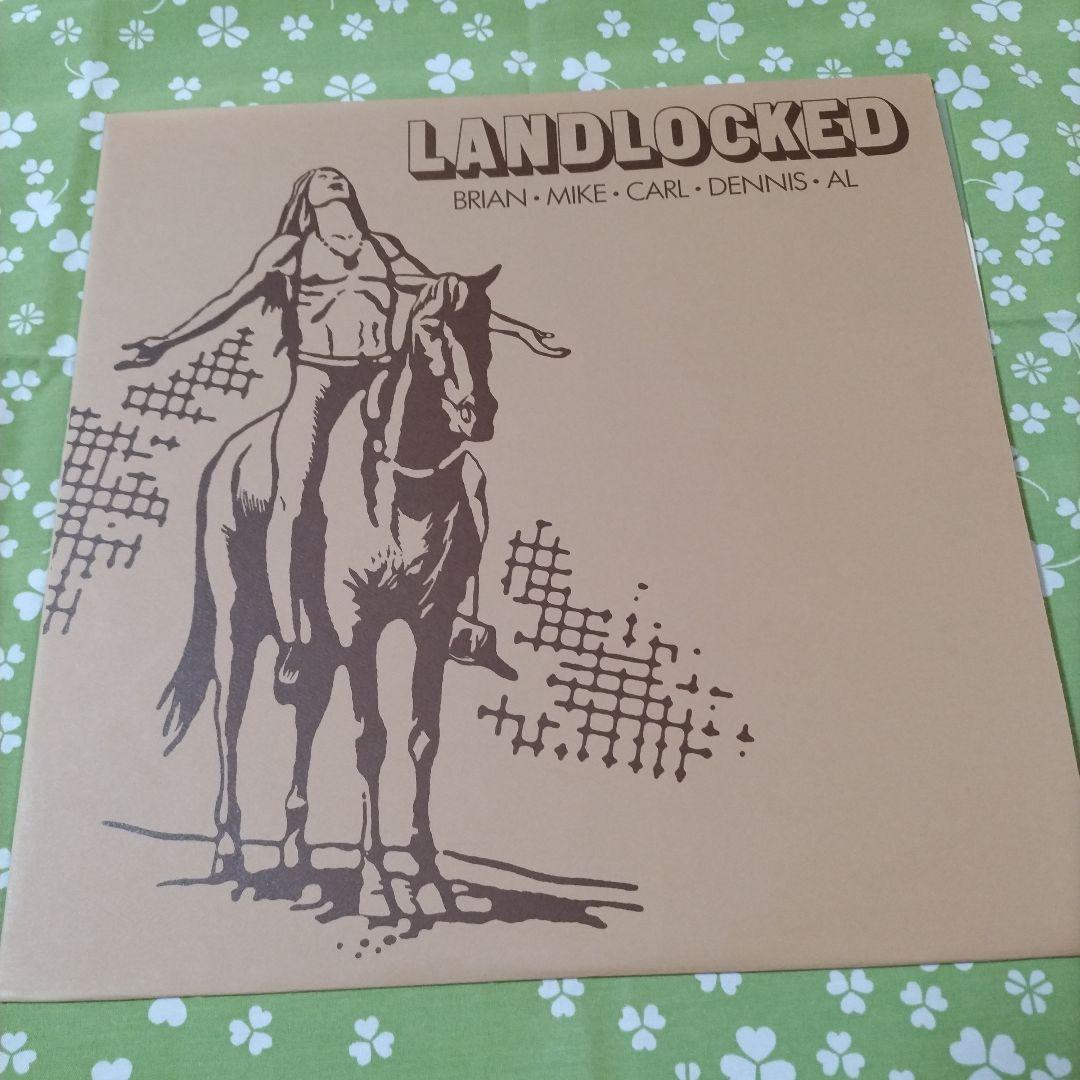 LANDLOCKED
BRIAN • MIKE • CARL • DENNIS • AL